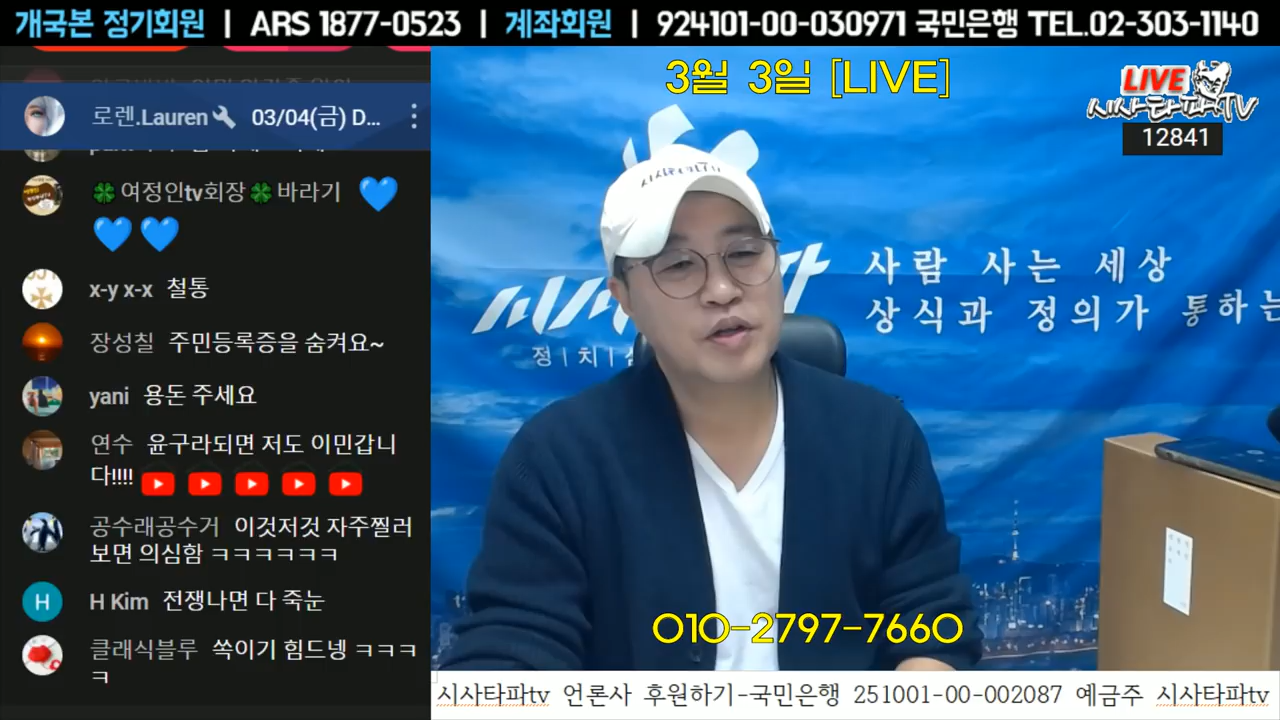 개국본 정기회원 | ARS 1877-0523 | 계좌회원 | 924101-00-030971 국민은행 TEL.02-303-1140
로렌.Lauren 03/04(금) D...
🍀여정인tv회장🍀바라기 💙
💙💙
x-y x-x 철통
장성칠 주민등록증을 숨켜요~
yani 용돈 주세요
연수 윤구라되면 저도 이민갑니
다!!!!
공수래공수거 이것저것 자주찔러
보면 의심함 ㅋㅋㅋㅋㅋㅋ
H
H Kim 전쟁나면 다 죽눈
클래식블루 쏙이기 힘드넹 ㅋㅋㅋ
ㅋ
3월 3일 [LIVE]
LIVE
시사타파TV
12841
사람 사는 세상
상식과 정의가 통하는
정 | 치 |
010-2797-7660
시사타파tv 언론사 후원하기-국민은행 251001-00-002087 예금주 시사타파tv